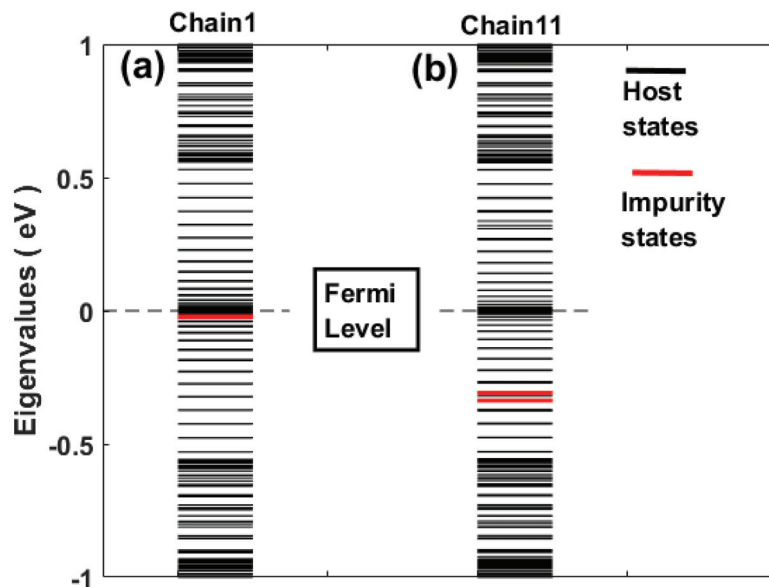 Chain1
Chain11
(a)
(b)
Host
states
Impurity
states
Fermi
Level
Eigenvalues ( eV )
1
0.5
0
-0.5
-1